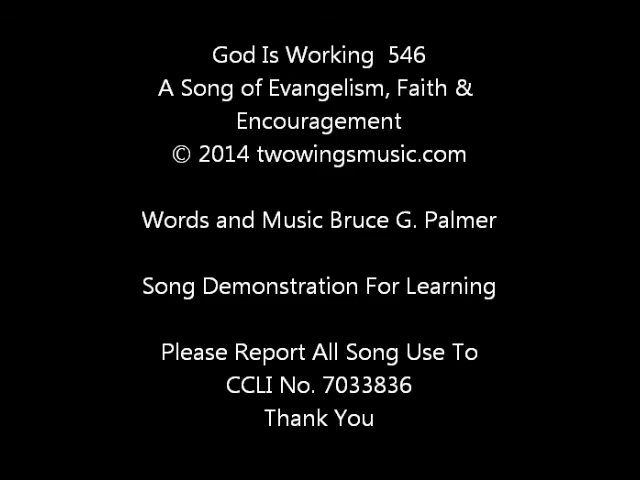 God Is Working  546
A Song of Evangelism, Faith &
Encouragement
© 2014 twowingsmusic.com
Words and Music Bruce G. Palmer
Song Demonstration For Learning
Please Report All Song Use To
CCLI No. 7033836
Thank You